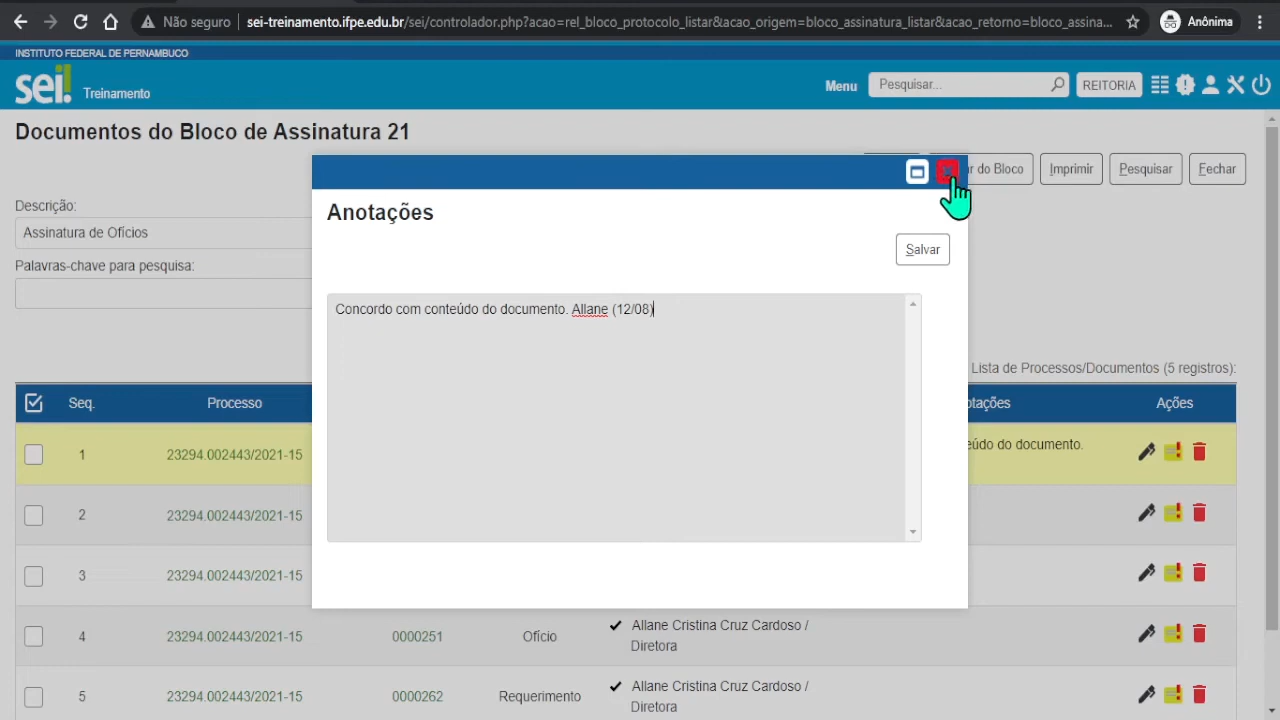 Não seguro
sei-treinamento.ifpe.edu.br/sei/controlador.php?acao=rel_bloco_protocolo_listar&acao_origem=bloco_assinatura_listar&acao_retorno=bloco_assina...
Anônima
INSTITUTO FEDERAL DE PERNAMBUCO
sei! Treinamento
Menu
Pesquisar...
REITORIA
Documentos do Bloco de Assinatura 21
do Bloco
Imprimir
Pesquisar
Fechar
Descrição:
Assinatura de Ofícios
Palavras-chave para pesquisa:
Anotações
Salvar
Concordo com conteúdo do documento. Allane (12/08)
Lista de Processos/Documentos (5 registros):
Seq. Processo otações Ações
1 23294.002443/2021-15 eúdo do documento.
2 23294.002443/2021-15
3 23294.002443/2021-15
4 23294.002443/2021-15 0000251 Ofício Allane Cristina Cruz Cardoso /
Diretora
5 23294.002443/2021-15 0000262 Requerimento Allane Cristina Cruz Cardoso /
Diretora